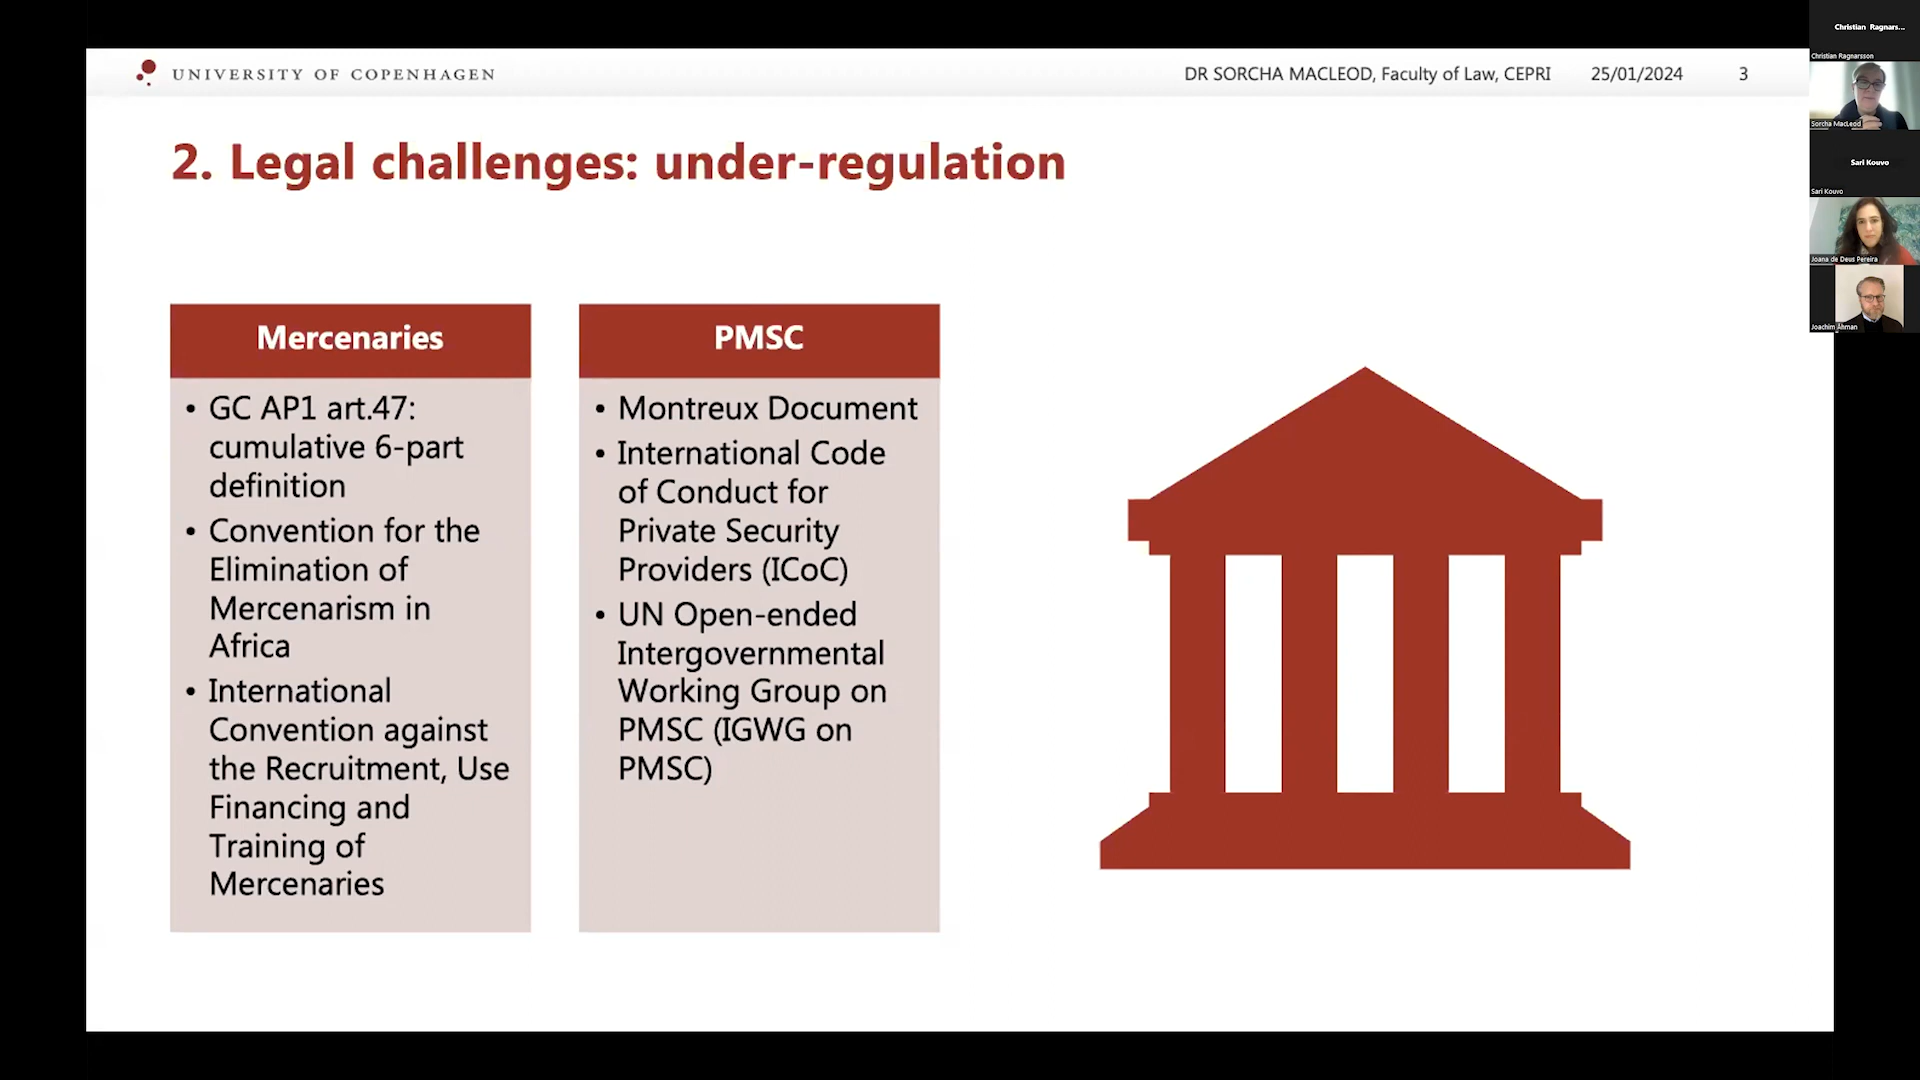 UNIVERSITY OF COPENHAGEN
DR SORCHA MACLEOD, Faculty of Law, CEPRI 25/01/2024 3
2. Legal challenges: under-regulation
Mercenaries
• GC AP1 art.47:
cumulative 6-part
definition
• Convention for the
Elimination of
Mercenarism in
Africa
• International
Convention against
the Recruitment, Use
Financing and
Training of
Mercenaries
PMSC
• Montreux Document
• International Code
of Conduct for
Private Security
Providers (ICoC)
• UN Open-ended
Intergovernmental
Working Group on
PMSC (IGWG on
PMSC)
Christian Ragnars...
Christian Ragnarsson
Sorcha MacLeod
Sari Kouvo
Sari Kouvo
Joana de Deus Pereira
Joachim Åhman